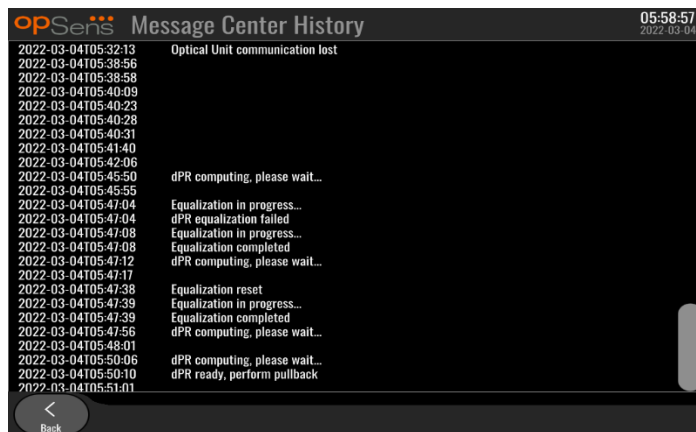 opSens Message Center History 05:58:57
2022-03-04
2022-03-04T05:32:13 Optical Unit communication lost
2022-03-04T05:38:56
2022-03-04T05:38:58
2022-03-04T05:40:09
2022-03-04T05:40:23
2022-03-04T05:40:28
2022-03-04T05:40:31
2022-03-04T05:41:40
2022-03-04T05:42:06
2022-03-04T05:45:50 dPR computing, please wait...
2022-03-04T05:45:55
2022-03-04T05:47:04 Equalization in progress...
2022-03-04T05:47:04 dPR equalization failed
2022-03-04T05:47:08 Equalization in progress...
2022-03-04T05:47:08 Equalization completed
2022-03-04T05:47:12 dPR computing, please wait...
2022-03-04T05:47:17
2022-03-04T05:47:38 Equalization reset
2022-03-04T05:47:39 Equalization in progress...
2022-03-04T05:47:39 Equalization completed
2022-03-04T05:47:56 dPR computing, please wait...
2022-03-04T05:48:01
2022-03-04T05:50:06 dPR computing, please wait...
2022-03-04T05:50:10 dPR ready, perform pullback
2022-03-04T05:51:01
Back